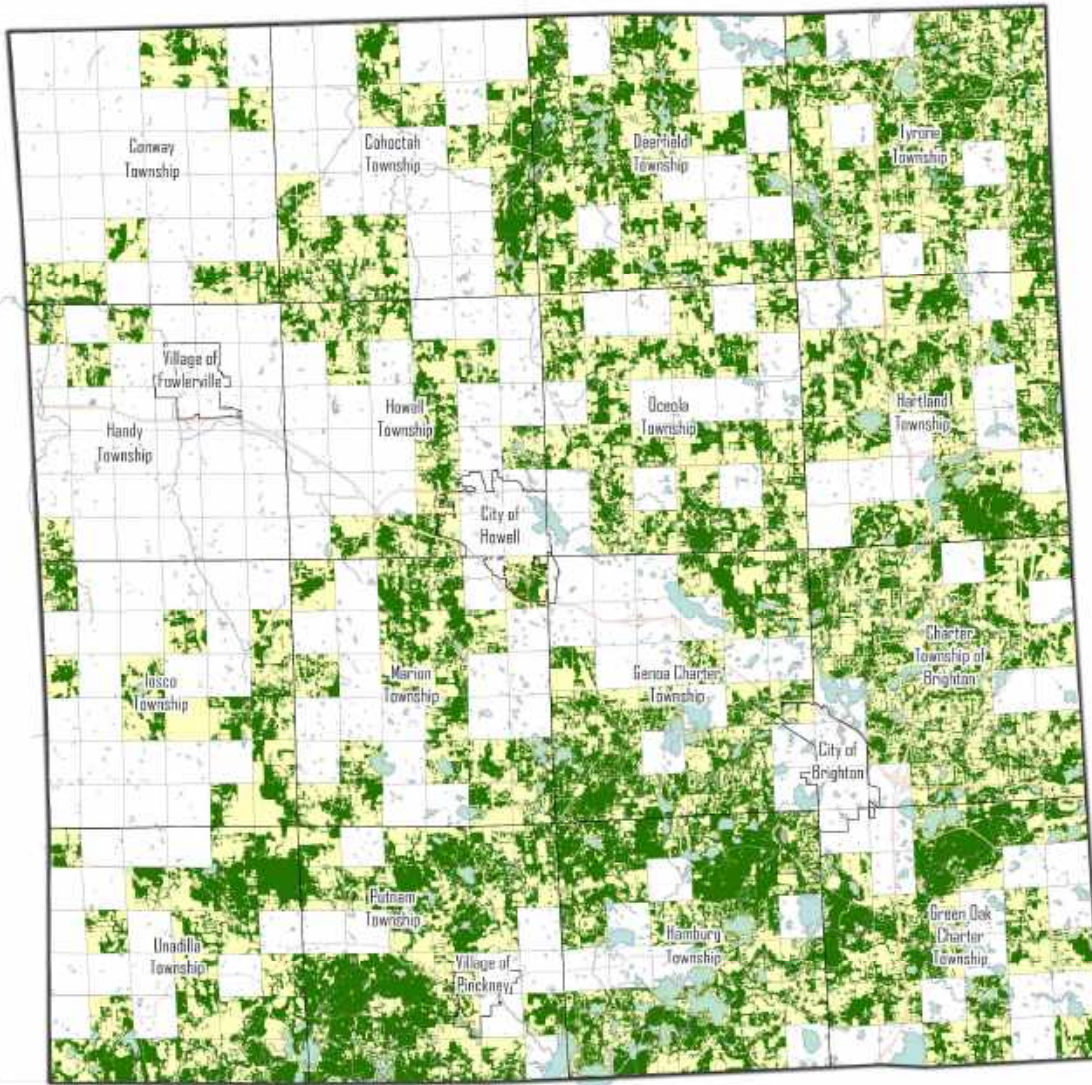 Conway
Township
Cohoctah
Township
Deerfield
Township
Tyrone
Township
Village of
Fowlerville
Handy
Township
Howell
Township
Oceola
Township
Hartland
Township
City of
Howell
Iosco
Township
Marion
Township
Genoa Charter
Township
Charter
Township of
Brighton
City of
Brighton
Unadilla
Township
Putnam
Township
Village of
Pinckney
Hamburg
Township
Green Oak
Charter
Township